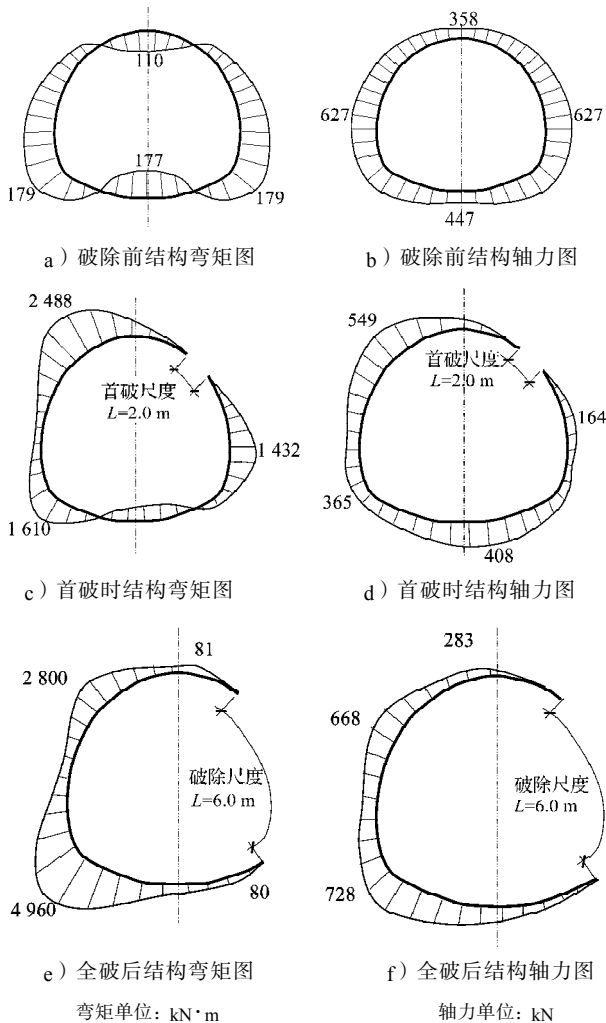 358
110
177
627
627
179
179
447
a）破除前结构弯矩图
b）破除前结构轴力图
2 488
首破尺度
L=2.0 m
1 432
1 610
549
首破尺度
L=2.0 m
164
365
408
c）首破时结构弯矩图
d）首破时结构轴力图
81
2 800
破除尺度
L=6.0 m
4 960
80
283
668
破除尺度
L=6.0 m
728
e）全破后结构弯矩图
f）全破后结构轴力图
弯矩单位：kN·m
轴力单位：kN